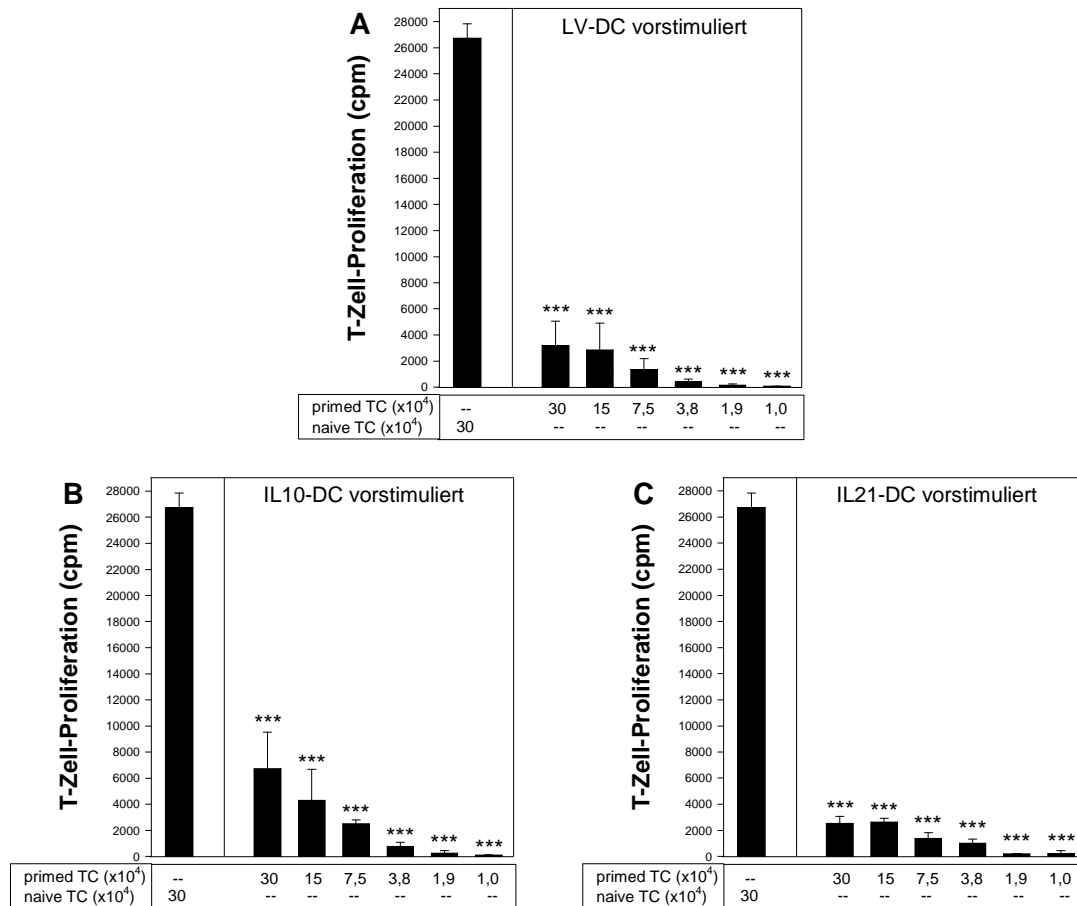 A
LV-DC vorstimuliert
T-Zell-Proliferation (cpm)
28000
26000
24000
22000
20000
18000
16000
14000
12000
10000
8000
6000
4000
2000
0
*** *** *** *** *** ***
primed TC (x10⁴) -- 30 15 7,5 3,8 1,9 1,0
naive TC (x10⁴) 30 -- -- -- -- -- --
B
IL10-DC vorstimuliert
T-Zell-Proliferation (cpm)
28000
26000
24000
22000
20000
18000
16000
14000
12000
10000
8000
6000
4000
2000
0
*** *** *** *** *** ***
primed TC (x10⁴) -- 30 15 7,5 3,8 1,9 1,0
naive TC (x10⁴) 30 -- -- -- -- -- --
C
IL21-DC vorstimuliert
T-Zell-Proliferation (cpm)
28000
26000
24000
22000
20000
18000
16000
14000
12000
10000
8000
6000
4000
2000
0
*** *** *** *** *** ***
primed TC (x10⁴) -- 30 15 7,5 3,8 1,9 1,0
naive TC (x10⁴) 30 -- -- -- -- -- --